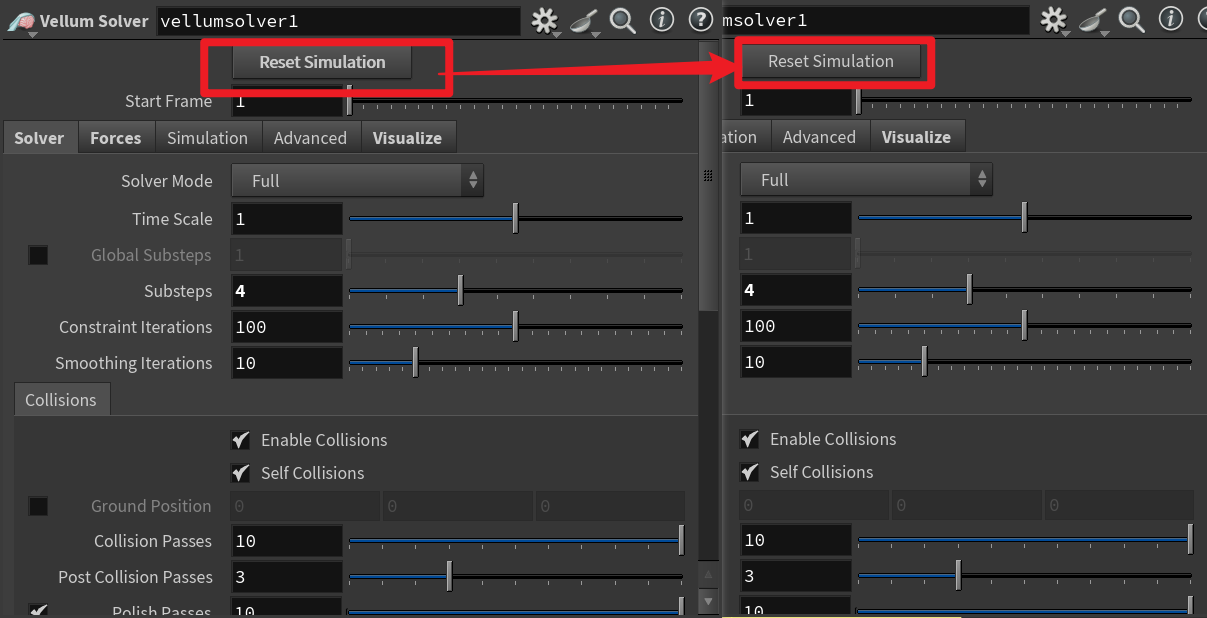 Vellum Solver vellumsolver1
Reset Simulation
Start Frame 1
Solver Forces Simulation Advanced Visualize
Solver Mode Full
Time Scale 1
Global Substeps 1
Substeps 4
Constraint Iterations 100
Smoothing Iterations 10
Collisions
Enable Collisions
Self Collisions
Ground Position 0 0 0
Collision Passes 10
Post Collision Passes 3
Polish Passes 10
msolver1
Reset Simulation
1
ation Advanced Visualize
Full
1
1
4
100
10
Enable Collisions
Self Collisions
0 0 0
10
3
10